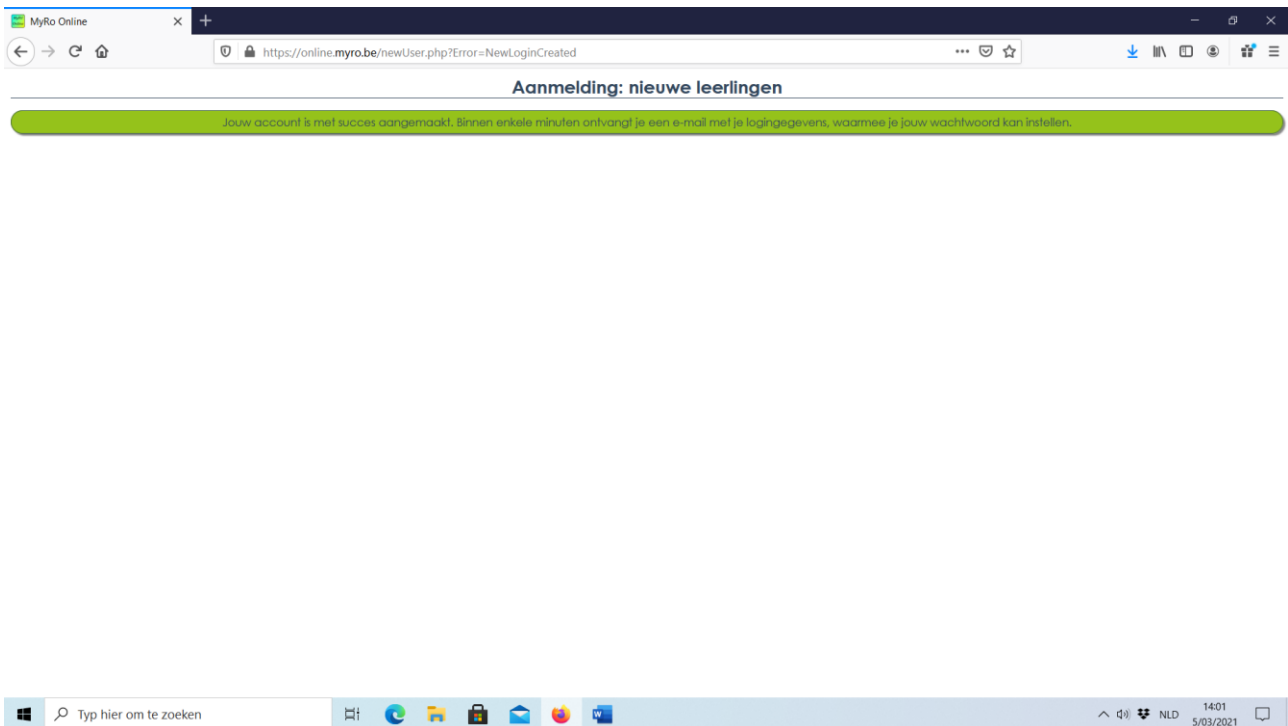 MyRo Online
https://online.myro.be/newUser.php?Error=NewLoginCreated
Aanmelding: nieuwe leerlingen
Jouw account is met succes aangemaakt. Binnen enkele minuten ontvangt je een e-mail met je logingegevens, waarmee je jouw wachtwoord kan instellen.
Typ hier om te zoeken
NLD
14:01
5/03/2021